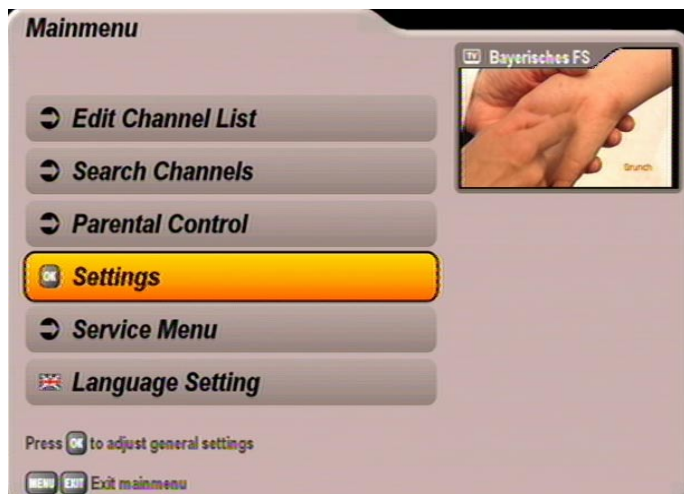 Mainmenu
TV Bayerisches FS
Brunch
Edit Channel List
Search Channels
Parental Control
OK Settings
Service Menu
Language Setting
Press OK to adjust general settings
MENU EXIT Exit mainmenu